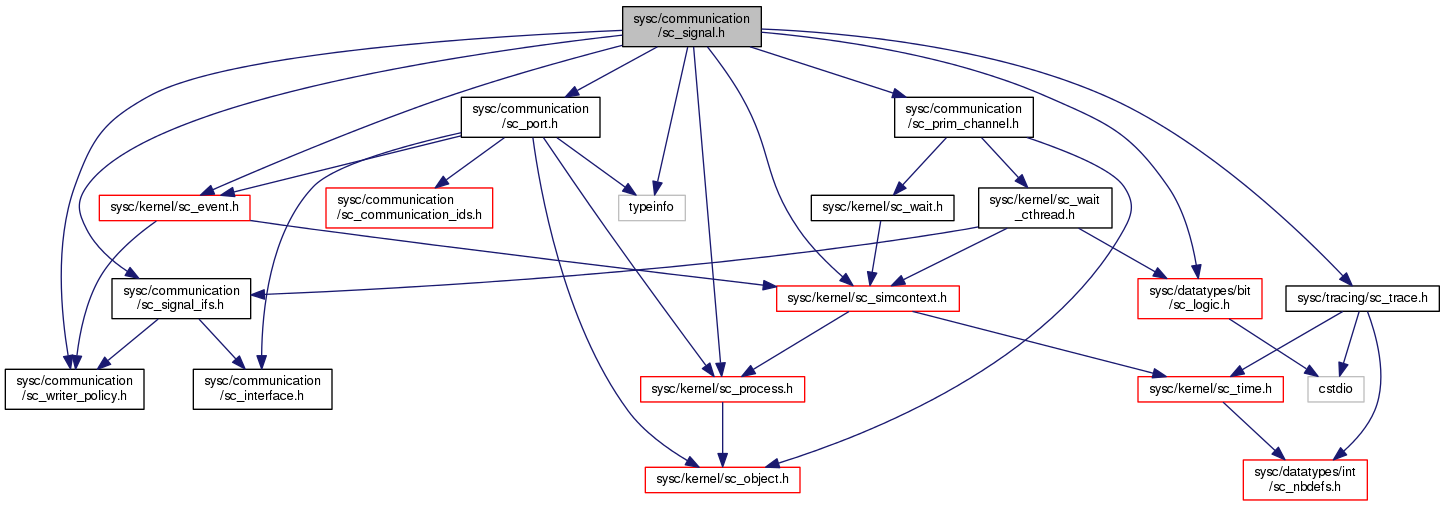 sysc/communication
/sc_signal.h
sysc/communication
/sc_port.h
sysc/communication
/sc_prim_channel.h
sysc/kernel/sc_event.h
sysc/communication
/sc_communication_ids.h
typeinfo
sysc/kernel/sc_wait.h
sysc/kernel/sc_wait
_cthread.h
sysc/communication
/sc_signal_ifs.h
sysc/kernel/sc_simcontext.h
sysc/datatypes/bit
/sc_logic.h
sysc/tracing/sc_trace.h
sysc/communication
/sc_writer_policy.h
sysc/communication
/sc_interface.h
sysc/kernel/sc_process.h
sysc/kernel/sc_time.h
cstdio
sysc/kernel/sc_object.h
sysc/datatypes/int
/sc_nbdefs.h